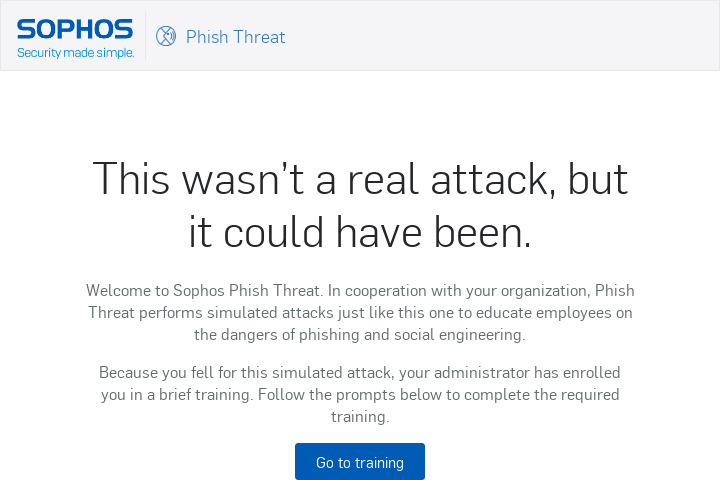 SOPHOS
Security made simple.
Phish Threat
This wasn’t a real attack, but
it could have been.
Welcome to Sophos Phish Threat. In cooperation with your organization, Phish
Threat performs simulated attacks just like this one to educate employees on
the dangers of phishing and social engineering.
Because you fell for this simulated attack, your administrator has enrolled
you in a brief training. Follow the prompts below to complete the required
training.
Go to training